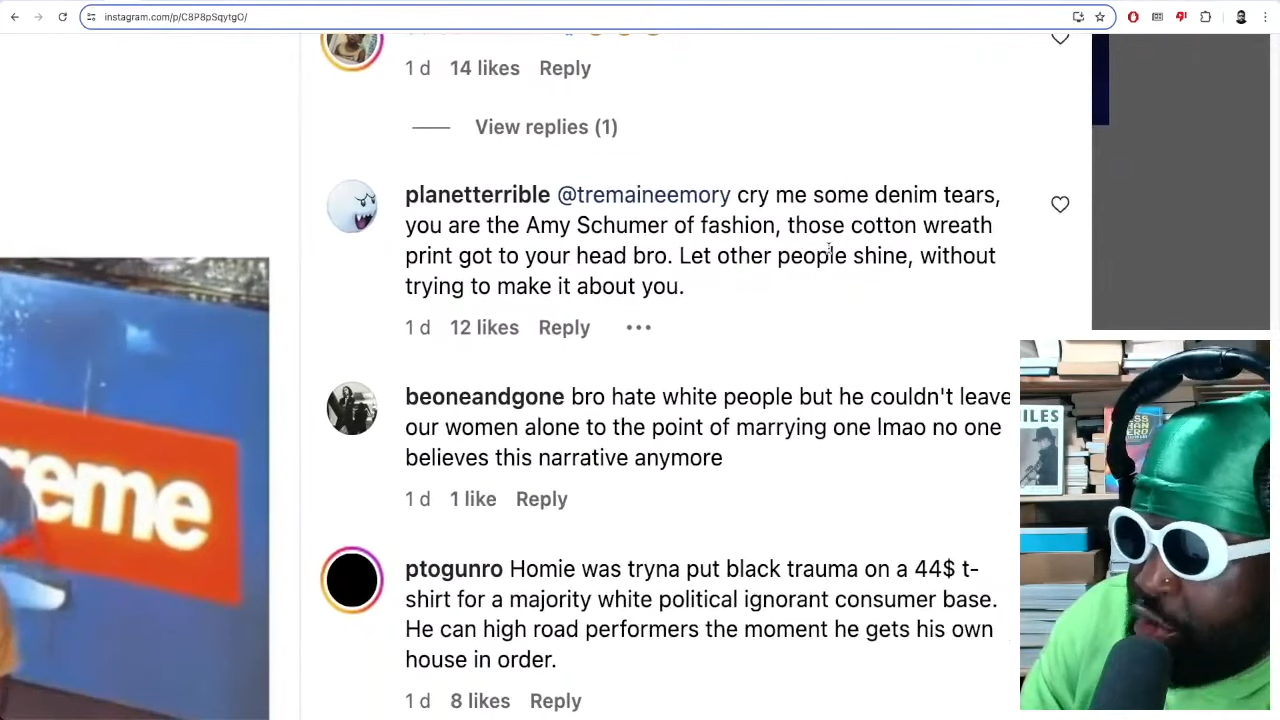 instagram.com/p/C8P8pSqytgO/
1 d 14 likes Reply
View replies (1)
planetterrible @tremaineemory cry me some denim tears,
you are the Amy Schumer of fashion, those cotton wreath
print got to your head bro. Let other people shine, without
trying to make it about you.
1 d 12 likes Reply
beoneandgone bro hate white people but he couldn't leave
our women alone to the point of marrying one lmao no one
believes this narrative anymore
1 d 1 like Reply
ptogunro Homie was tryna put black trauma on a 44$ t-
shirt for a majority white political ignorant consumer base.
He can high road performers the moment he gets his own
house in order.
1 d 8 likes Reply
reme
ILES